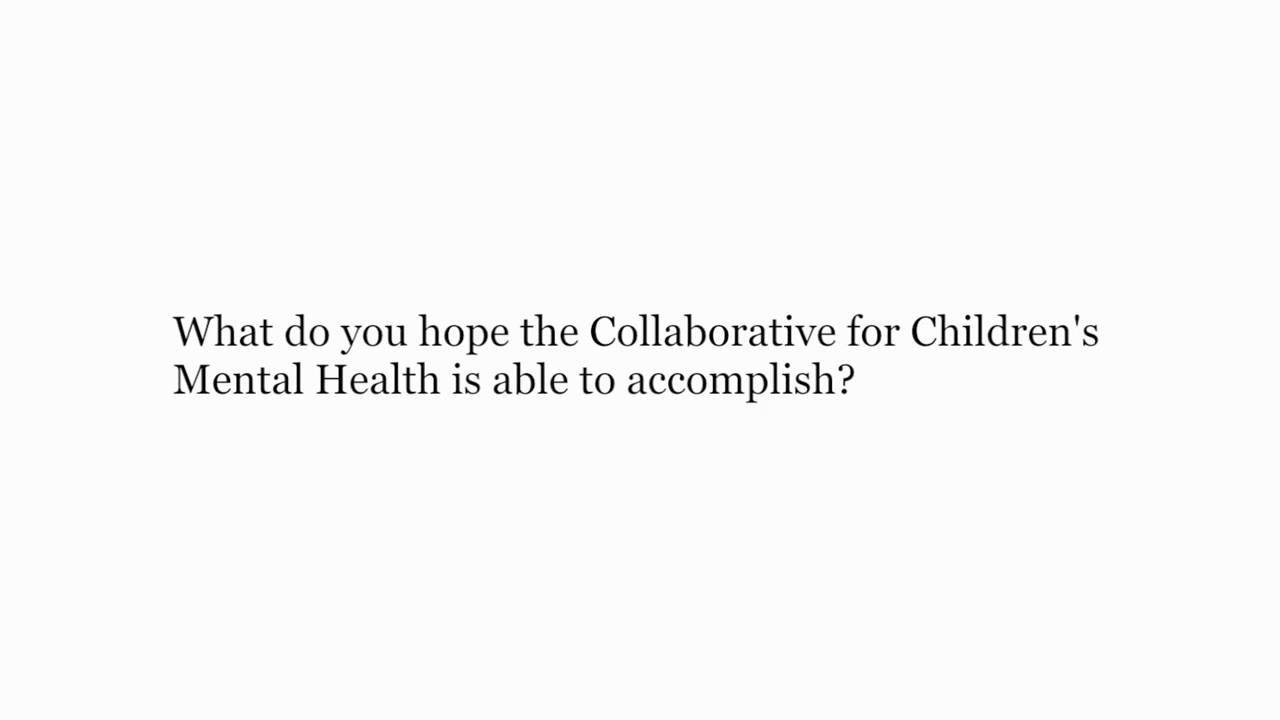 What do you hope the Collaborative for Children's
Mental Health is able to accomplish?